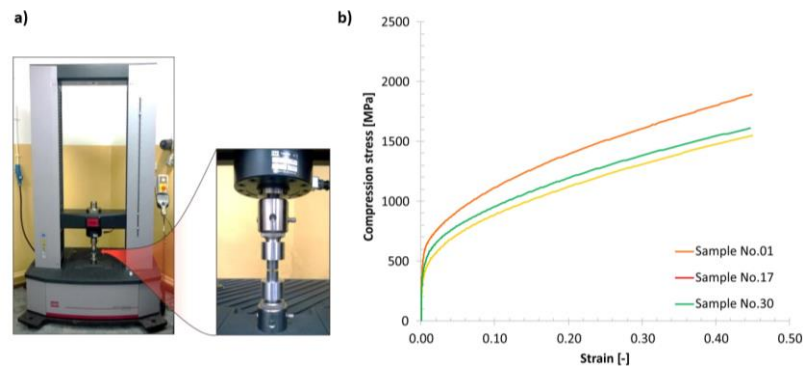 a)
b)
2500
2000
1500
1000
500
0
Compression stress [MPa]
0.00
0.10
0.20
0.30
0.40
0.50
Strain [-]
Sample No.01
Sample No.17
Sample No.30